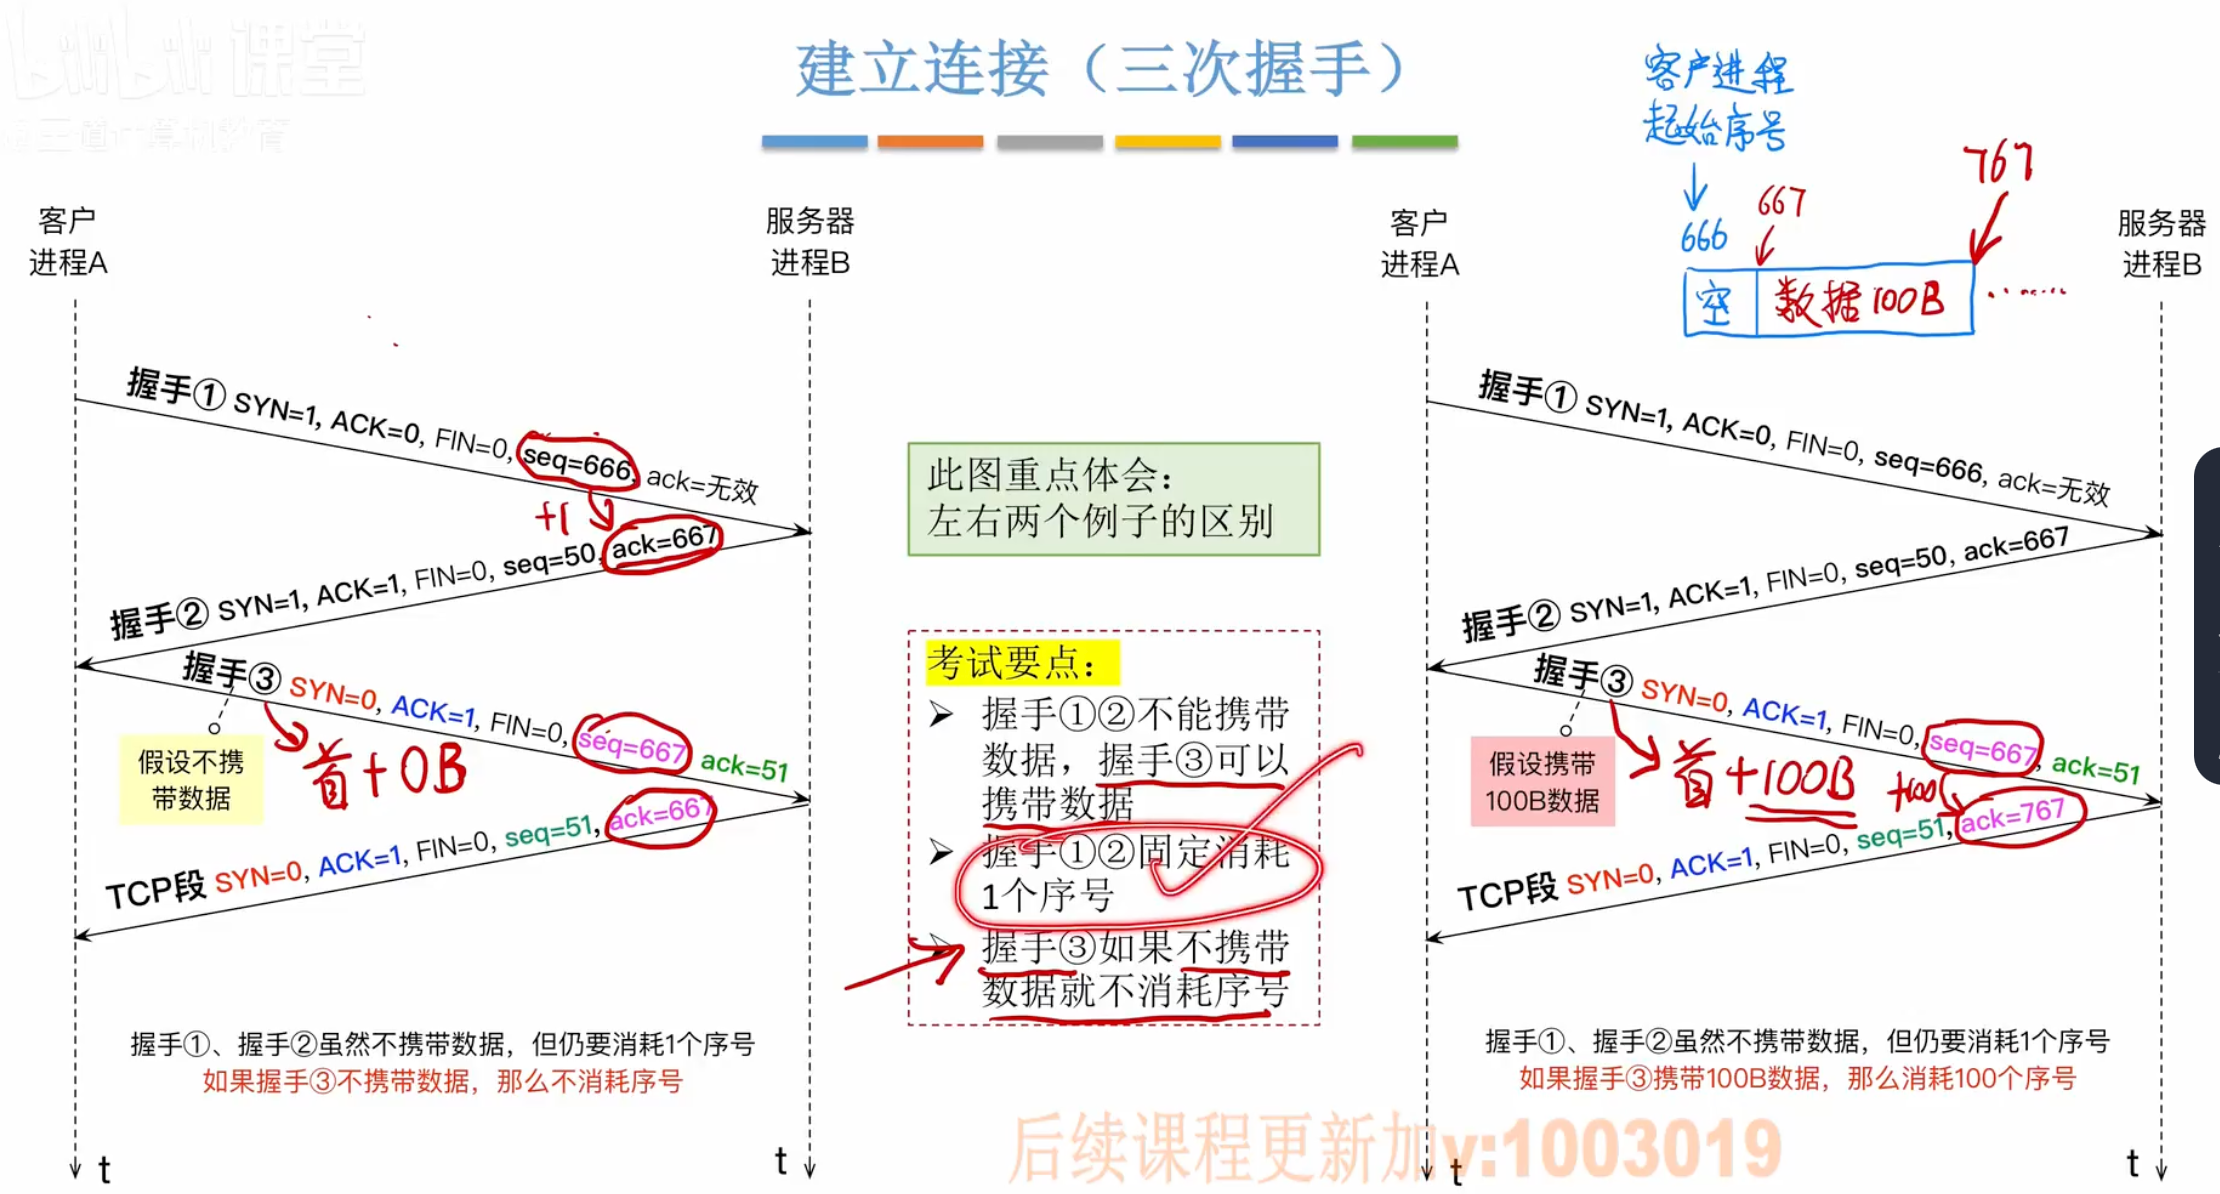 bilibili课堂
建立连接（三次握手）
客户进程
起始序号
666
667
767
空
数据100B
......
客户
进程A
服务器
进程B
握手① SYN=1, ACK=0, FIN=0, seq=666, ack=无效
+1
握手② SYN=1, ACK=1, FIN=0, seq=50, ack=667
握手③ SYN=0, ACK=1, FIN=0, seq=667 ack=51
假设不携
带数据
首+0B
TCP段 SYN=0, ACK=1, FIN=0, seq=51, ack=667
握手①、握手②虽然不携带数据，但仍要消耗1个序号
如果握手③不携带数据，那么不消耗序号
t
t
此图重点体会：
左右两个例子的区别
考试要点：
➢ 握手①②不能携带
数据，握手③可以
携带数据
➢ 握手①②固定消耗
1个序号
➢ 握手③如果不携带
数据就不消耗序号
客户
进程A
服务器
进程B
握手① SYN=1, ACK=0, FIN=0, seq=666, ack=无效
握手② SYN=1, ACK=1, FIN=0, seq=50, ack=667
握手③ SYN=0, ACK=1, FIN=0, seq=667, ack=51
假设携带
100B数据
首+100B
+100
TCP段 SYN=0, ACK=1, FIN=0, seq=51, ack=767
握手①、握手②虽然不携带数据，但仍要消耗1个序号
如果握手③携带100B数据，那么消耗100个序号
t
t
后续课程更新加v:1003019